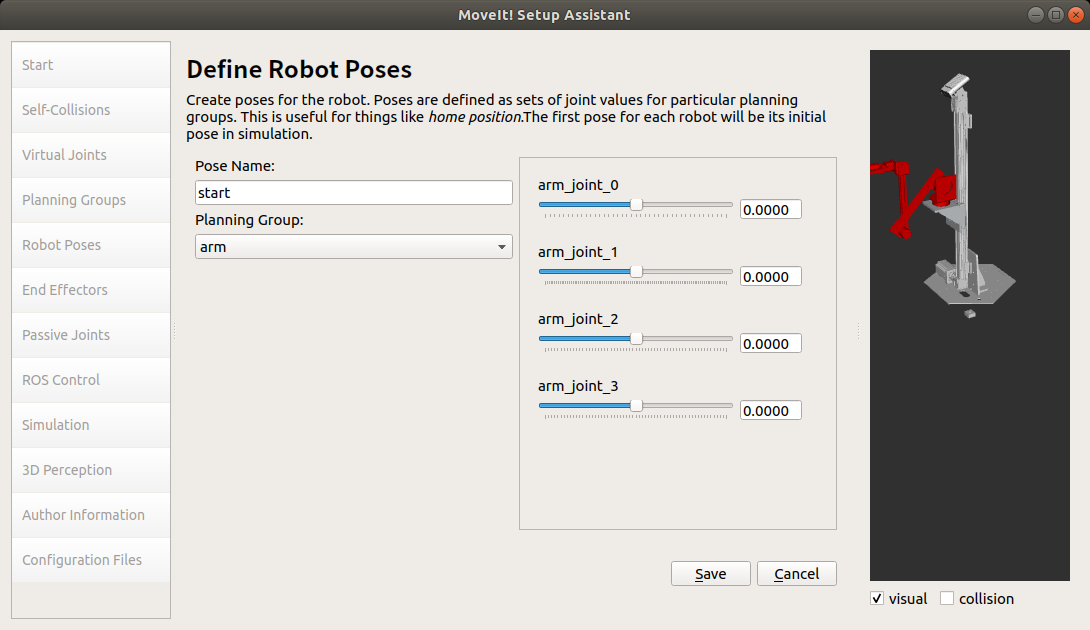 MoveIt! Setup Assistant
Start
Self-Collisions
Virtual Joints
Planning Groups
Robot Poses
End Effectors
Passive Joints
ROS Control
Simulation
3D Perception
Author Information
Configuration Files
Define Robot Poses
Create poses for the robot. Poses are defined as sets of joint values for particular planning
groups. This is useful for things like home position.The first pose for each robot will be its initial
pose in simulation.
Pose Name:
start
Planning Group:
arm
arm_joint_0
0.0000
arm_joint_1
0.0000
arm_joint_2
0.0000
arm_joint_3
0.0000
Save
Cancel
visual
collision